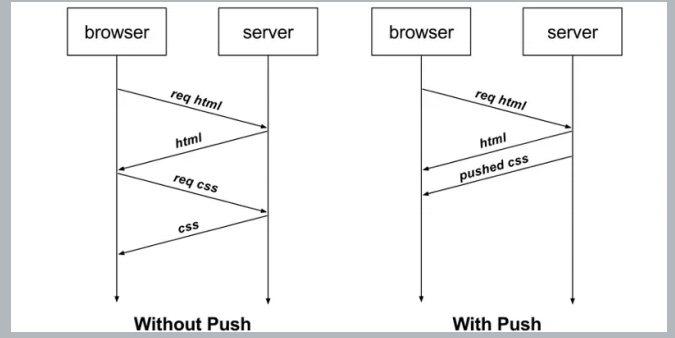 browser
server
req html
html
req css
css
Without Push
browser
server
req html
html
pushed css
With Push